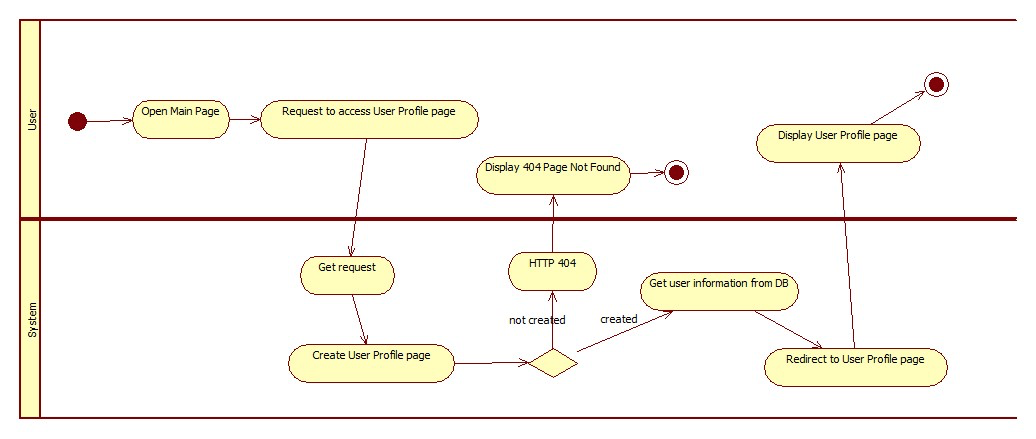 User
Open Main Page
Request to access User Profile page
Display 404 Page Not Found
Display User Profile page
System
Get request
HTTP 404
Get user information from DB
not created
created
Create User Profile page
Redirect to User Profile page